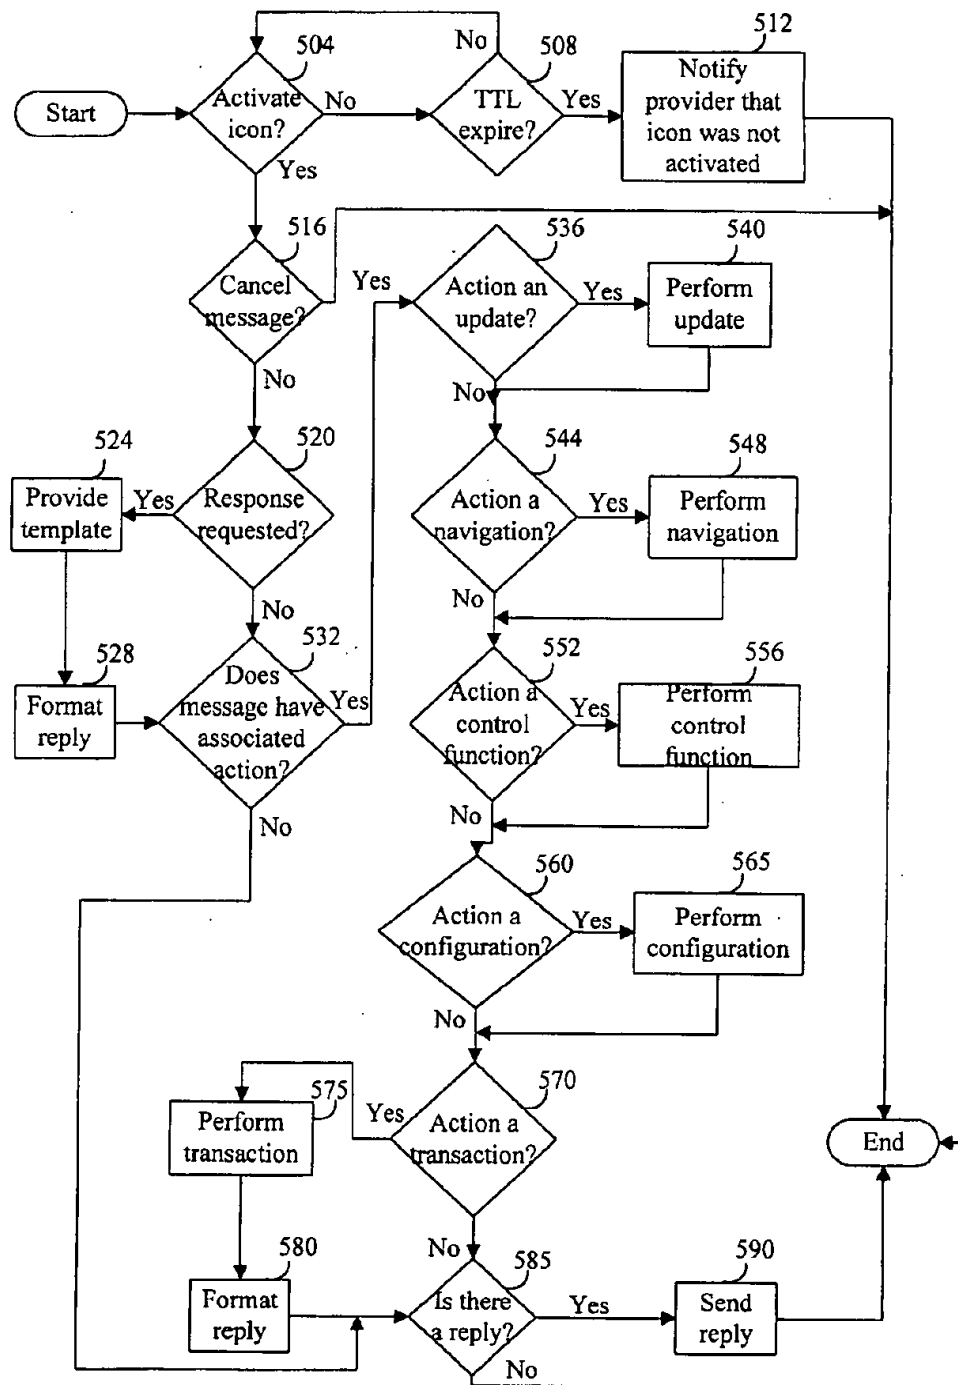 504
No
508
512
Start
Activate
icon?
No
TTL
expire?
Yes
Notify
provider that
icon was not
activated
Yes
516
536
540
Cancel
message?
Yes
Action an
update?
Yes
Perform
update
No
No
524
520
544
548
Provide
template
Yes
Response
requested?
Action a
navigation?
Yes
Perform
navigation
No
No
528
532
552
556
Format
reply
Does
message have
associated
action?
Yes
Action a
control
function?
Yes
Perform
control
function
No
No
560
565
Action a
configuration?
Yes
Perform
configuration
No
570
575
Perform
transaction
Yes
Action a
transaction?
End
No
580
585
590
Format
reply
Is there
a reply?
Yes
Send
reply
No